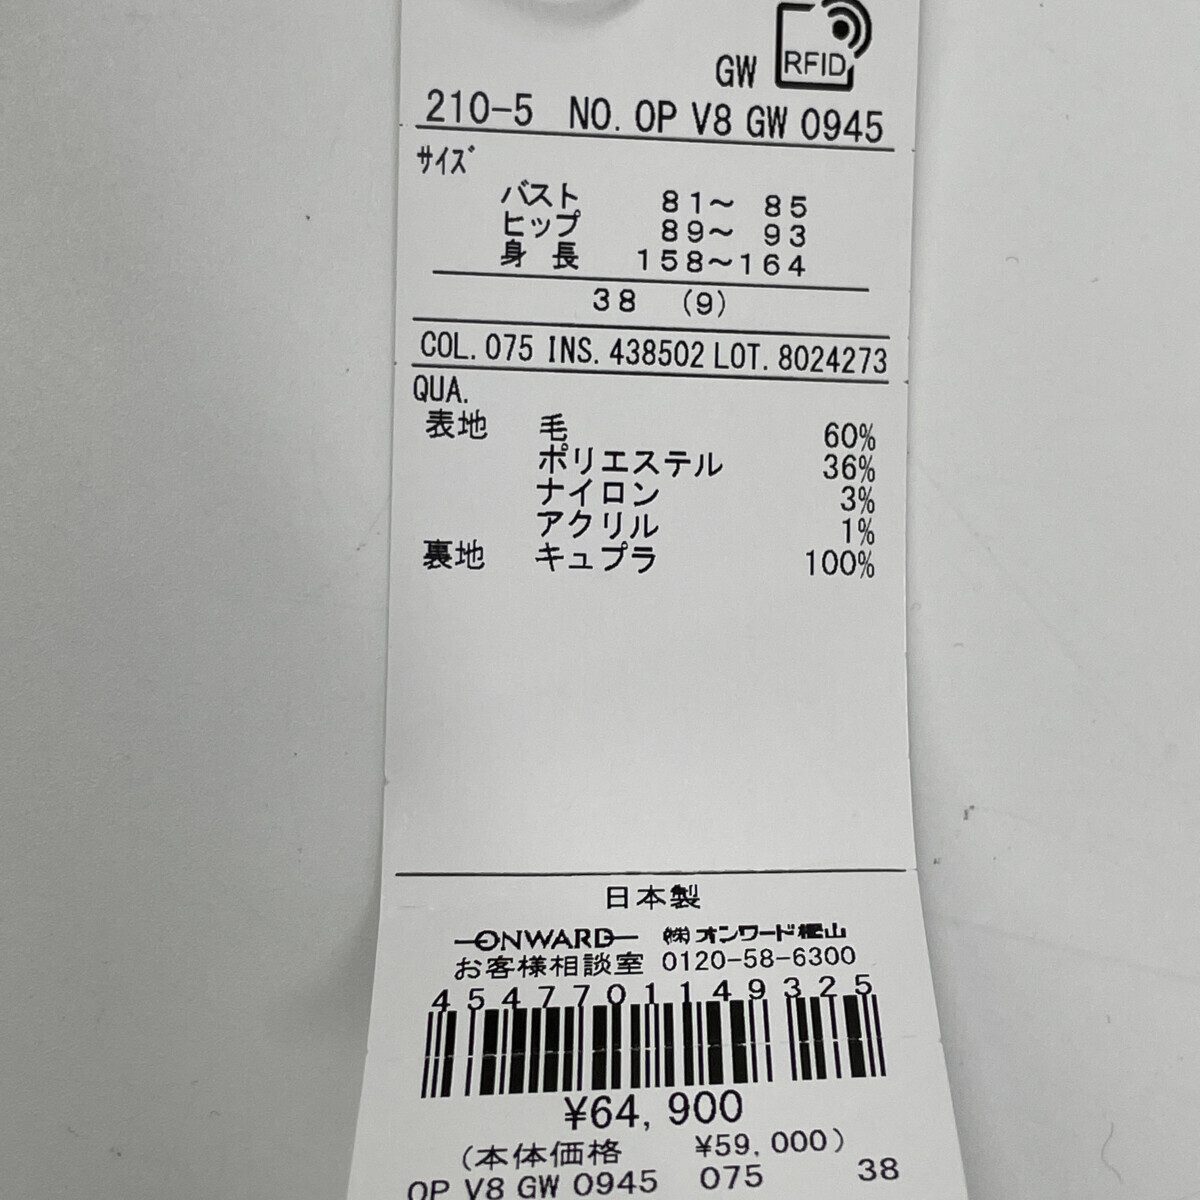 GW RFID
210-5 NO. OP V8 GW 0945
サイズ
バスト 81～ 85
ヒップ 89～ 93
身 長 158～164
38 (9)
COL. 075 INS. 438502 LOT. 8024273
QUA.
表地 毛 60%
ポリエステル 36%
ナイロン 3%
アクリル 1%
裏地 キュプラ 100%
日本製
ONWARD ㈱オンワード樫山
お客様相談室 0120-58-6300
4547701149325
¥64,900
(本体価格 ¥59,000)
OP V8 GW 0945 075 38